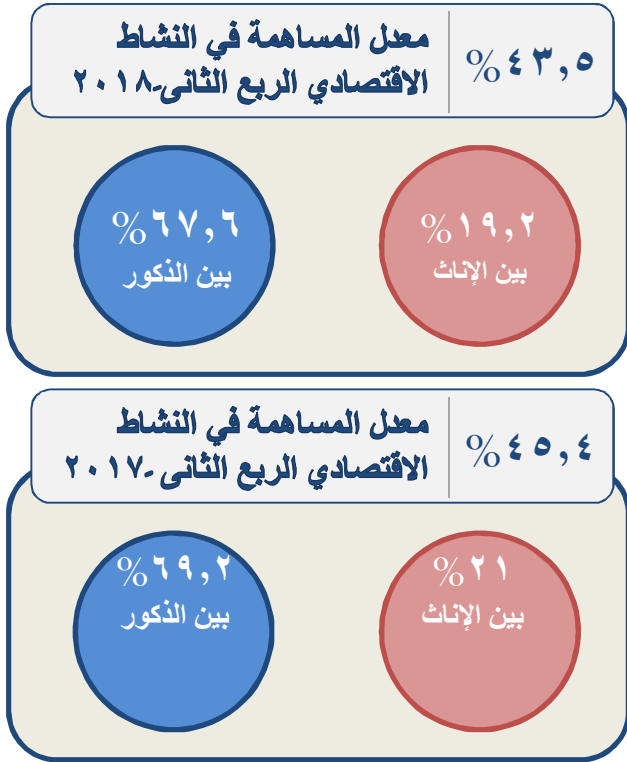 %٤٣,٥
معدل المساهمة في النشاط
الاقتصادي الربع الثانى-٢٠١٨
%١٩,٢
بين الإناث
%٦٧,٦
بين الذكور
%٤٥,٤
معدل المساهمة في النشاط
الاقتصادي الربع الثانى -٢٠١٧
%٢١
بين الإناث
%٦٩,٢
بين الذكور